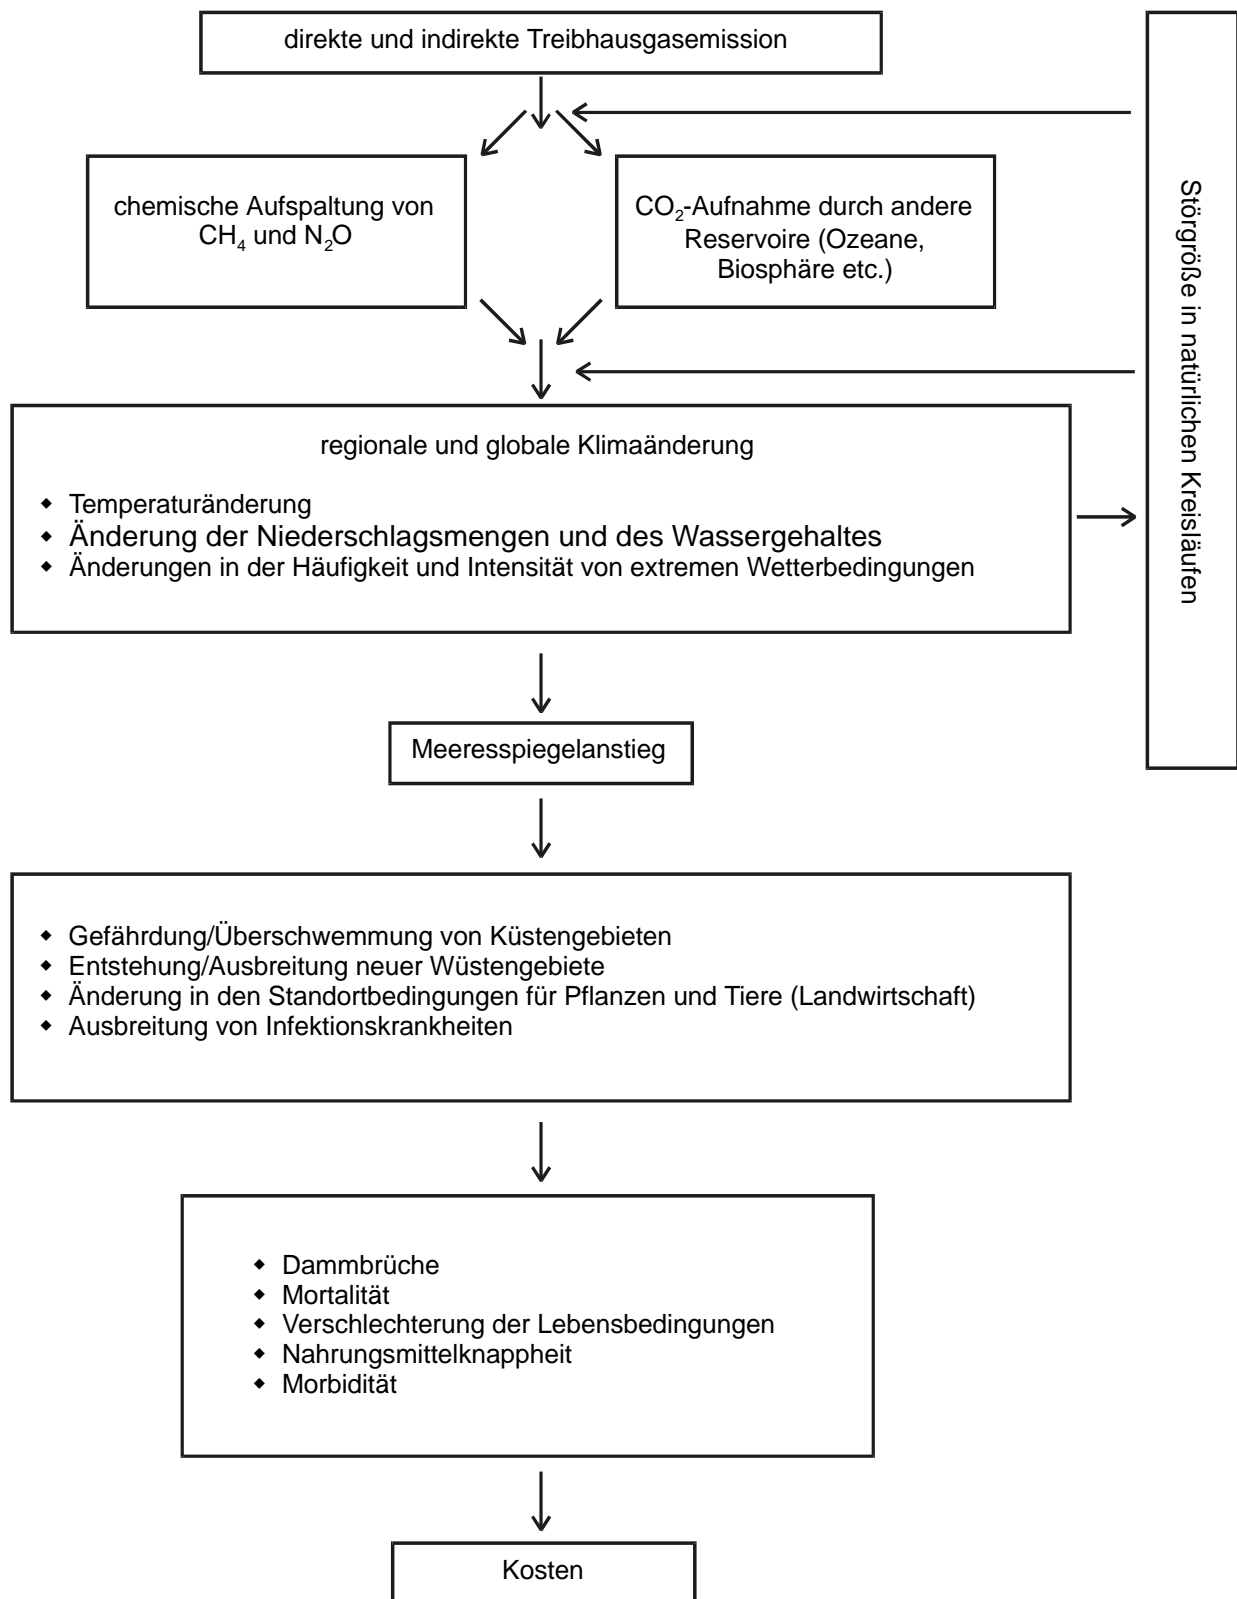 direkte und indirekte Treibhausgasemission
chemische Aufspaltung von
CH₄ und N₂O
CO₂-Aufnahme durch andere
Reservoire (Ozeane,
Biosphäre etc.)
Störgröße in natürlichen Kreisläufen
regionale und globale Klimaänderung
◆ Temperaturänderung
◆ Änderung der Niederschlagsmengen und des Wassergehaltes
◆ Änderungen in der Häufigkeit und Intensität von extremen Wetterbedingungen
Meeresspiegelanstieg
◆ Gefährdung/Überschwemmung von Küstengebieten
◆ Entstehung/Ausbreitung neuer Wüstengebiete
◆ Änderung in den Standortbedingungen für Pflanzen und Tiere (Landwirtschaft)
◆ Ausbreitung von Infektionskrankheiten
◆ Dammbrüche
◆ Mortalität
◆ Verschlechterung der Lebensbedingungen
◆ Nahrungsmittelknappheit
◆ Morbidität
Kosten